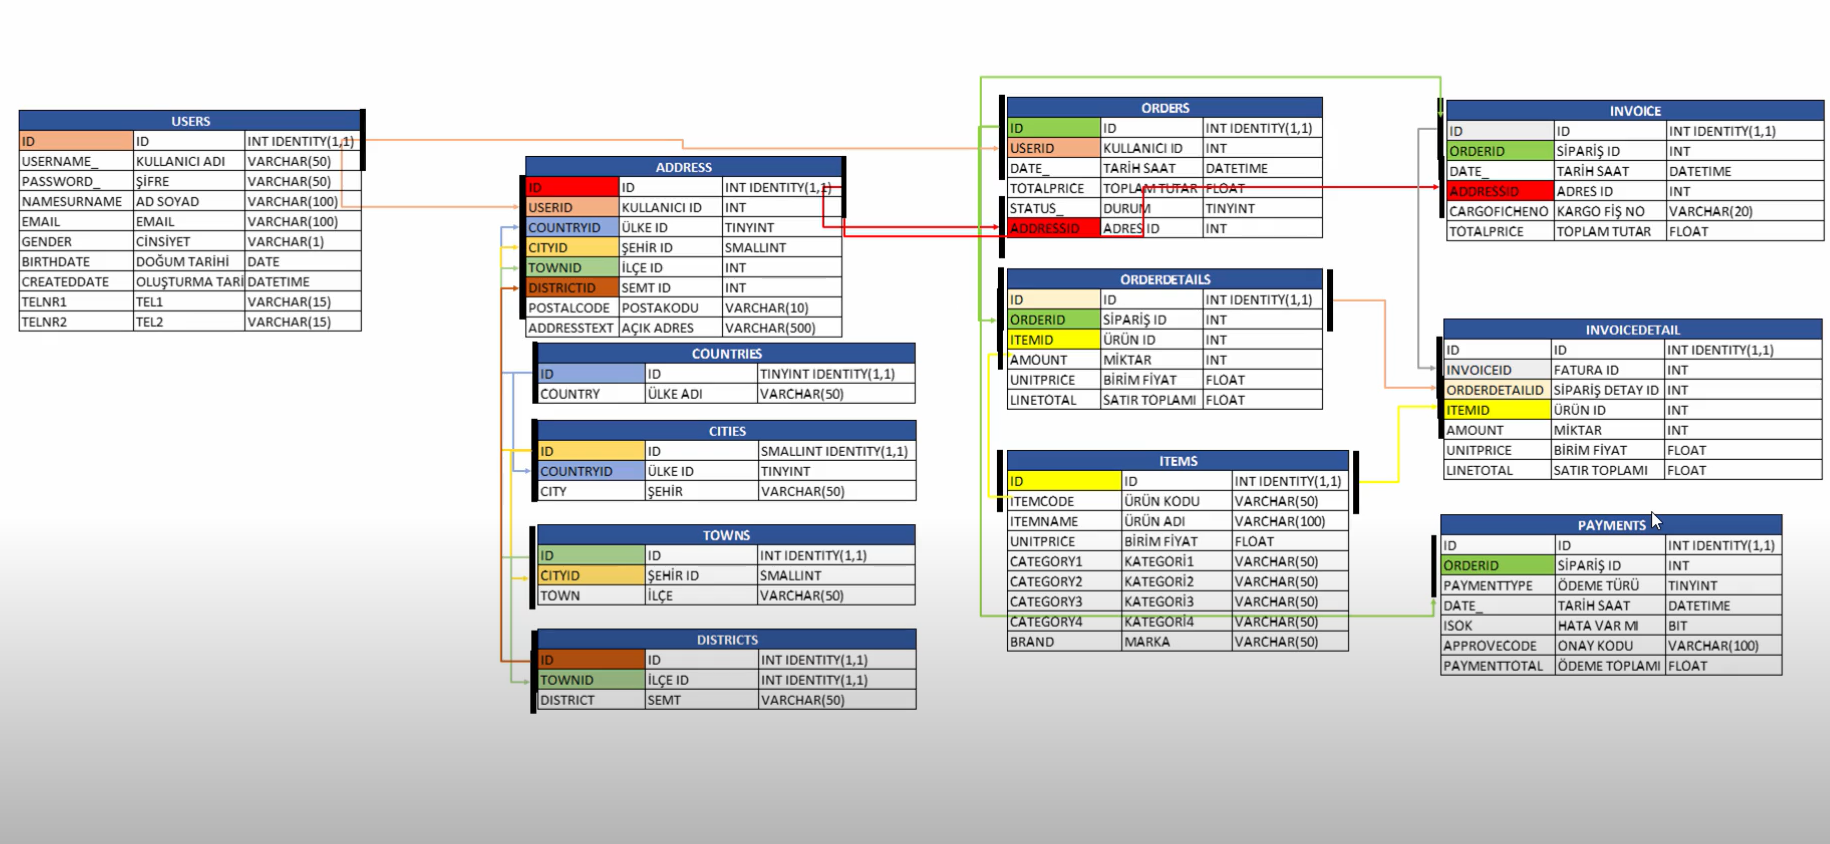 USERS
ID ID INT IDENTITY(1,1)
USERNAME_ KULLANICI ADI VARCHAR(50)
PASSWORD_ ŞİFRE VARCHAR(50)
NAMESURNAME AD SOYAD VARCHAR(100)
EMAIL EMAIL VARCHAR(100)
GENDER CİNSİYET VARCHAR(1)
BIRTHDATE DOĞUM TARİHİ DATE
CREATEDDATE OLUŞTURMA TARİ DATETIME
TELNR1 TEL1 VARCHAR(15)
TELNR2 TEL2 VARCHAR(15)
ADDRESS
ID ID INT IDENTITY(1,1)
USERID KULLANICI ID INT
COUNTRYID ÜLKE ID TINYINT
CITYID ŞEHİR ID SMALLINT
TOWNID İLÇE ID INT
DISTRICTID SEMT ID INT
POSTALCODE POSTAKODU VARCHAR(10)
ADDRESSTEXT AÇIK ADRES VARCHAR(500)
COUNTRIES
ID ID TINYINT IDENTITY(1,1)
COUNTRY ÜLKE ADI VARCHAR(50)
CITIES
ID ID SMALLINT IDENTITY(1,1)
COUNTRYID ÜLKE ID TINYINT
CITY ŞEHİR VARCHAR(50)
TOWNS
ID ID INT IDENTITY(1,1)
CITYID ŞEHİR ID SMALLINT
TOWN İLÇE VARCHAR(50)
DISTRICTS
ID ID INT IDENTITY(1,1)
TOWNID İLÇE ID INT IDENTITY(1,1)
DISTRICT SEMT VARCHAR(50)
ORDERS
ID ID INT IDENTITY(1,1)
USERID KULLANICI ID INT
DATE_ TARİH SAAT DATETIME
TOTALPRICE TOPLAM TUTAR FLOAT
STATUS_ DURUM TINYINT
ADDRESSID ADRES ID INT
ORDERDETAILS
ID ID INT IDENTITY(1,1)
ORDERID SİPARİŞ ID INT
ITEMID ÜRÜN ID INT
AMOUNT MİKTAR INT
UNITPRICE BİRİM FİYAT FLOAT
LINETOTAL SATIR TOPLAMI FLOAT
ITEMS
ID ID INT IDENTITY(1,1)
ITEMCODE ÜRÜN KODU VARCHAR(50)
ITEMNAME ÜRÜN ADI VARCHAR(100)
UNITPRICE BİRİM FİYAT FLOAT
CATEGORY1 KATEGORİ1 VARCHAR(50)
CATEGORY2 KATEGORİ2 VARCHAR(50)
CATEGORY3 KATEGORİ3 VARCHAR(50)
CATEGORY4 KATEGORİ4 VARCHAR(50)
BRAND MARKA VARCHAR(50)
INVOICE
ID ID INT IDENTITY(1,1)
ORDERID SİPARİŞ ID INT
DATE_ TARİH SAAT DATETIME
ADDRESSID ADRES ID INT
CARGOFICHENO KARGO FİŞ NO VARCHAR(20)
TOTALPRICE TOPLAM TUTAR FLOAT
INVOICEDETAIL
ID ID INT IDENTITY(1,1)
INVOICEID FATURA ID INT
ORDERDETAILID SİPARİŞ DETAY ID INT
ITEMID ÜRÜN ID INT
AMOUNT MİKTAR INT
UNITPRICE BİRİM FİYAT FLOAT
LINETOTAL SATIR TOPLAMI FLOAT
PAYMENTS
ID ID INT IDENTITY(1,1)
ORDERID SİPARİŞ ID INT
PAYMENTTYPE ÖDEME TÜRÜ TINYINT
DATE_ TARİH SAAT DATETIME
ISOK HATA VAR MI BIT
APPROVECODE ONAY KODU VARCHAR(100)
PAYMENTTOTAL ÖDEME TOPLAMI FLOAT